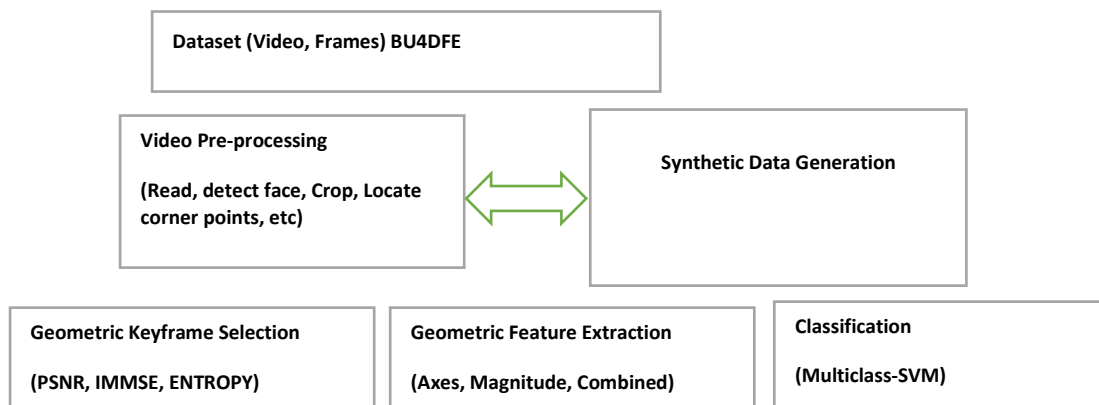 Dataset (Video, Frames) BU4DFE
Video Pre-processing
(Read, detect face, Crop, Locate
corner points, etc)
Synthetic Data Generation
Geometric Keyframe Selection
(PSNR, IMMSE, ENTROPY)
Geometric Feature Extraction
(Axes, Magnitude, Combined)
Classification
(Multiclass-SVM)